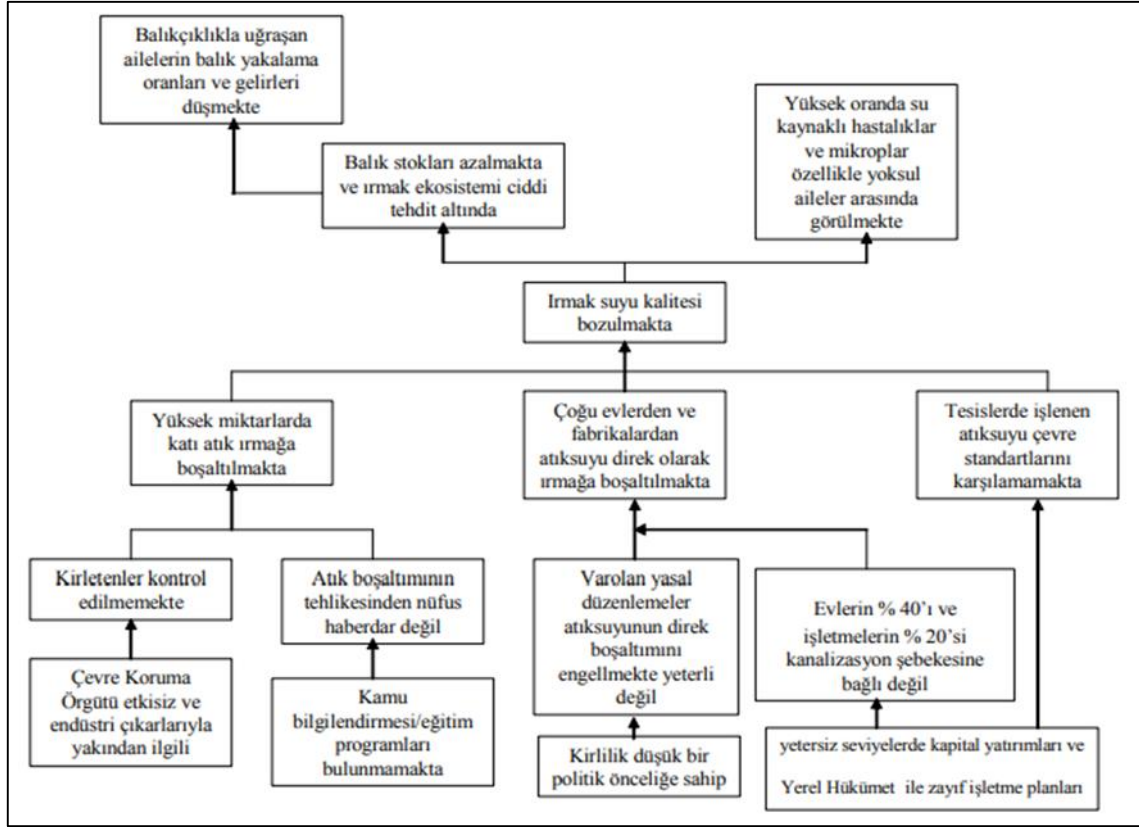 Balıkçıklıkla uğraşan
ailelerin balık yakalama
oranları ve gelirleri
düşmekte
Yüksek oranda su
kaynaklı hastalıklar
ve mikroplar
özellikle yoksul
aileler arasında
görülmekte
Balık stokları azalmakta
ve ırmak ekosistemi ciddi
tehdit altında
Irmak suyu kalitesi
bozulmakta
Yüksek miktarlarda
katı atık ırmağa
boşaltılmakta
Çoğu evlerden ve
fabrikalardan
atıksuyu direk olarak
ırmağa boşaltılmakta
Tesislerde işlenen
atıksuyu çevre
standartlarını
karşılamamakta
Kirletenler kontrol
edilmemekte
Atık boşaltımının
tehlikesinden nüfus
haberdar değil
Varolan yasal
düzenlemeler
atıksuyunun direk
boşaltımını
engellmekte yeterli
değil
Evlerin % 40’ı ve
işletmelerin % 20’si
kanalizasyon şebekesine
bağlı değil
Çevre Koruma
Örgütü etkisiz ve
endüstri çıkarlarıyla
yakından ilgili
Kamu
bilgilendirmesi/eğitim
programları
bulunmamakta
Kirlilik düşük bir
politik önceliğe sahip
yetersiz seviyelerde kapital yatırımları ve
Yerel Hükümet ile zayıf işletme planları